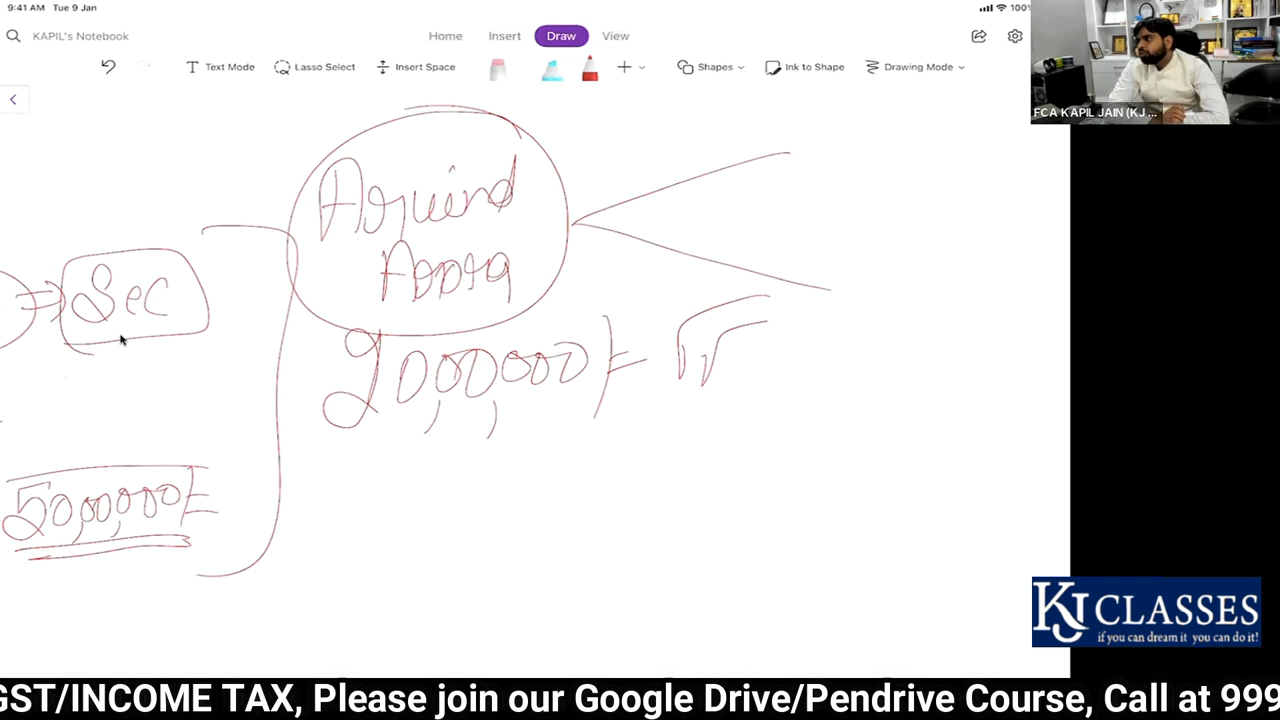 9:41 AM Tue 9 Jan
100%
KAPIL's Notebook
Home Insert Draw View
Text Mode Lasso Select Insert Space Shapes Ink to Shape Drawing Mode
FCA KAPIL JAIN (KJ ...
Sec
20,00,000/=
50,00,000/=
KJ CLASSES
if you can dream it you can do it!
GST/INCOME TAX, Please join our Google Drive/Pendrive Course, Call at 999